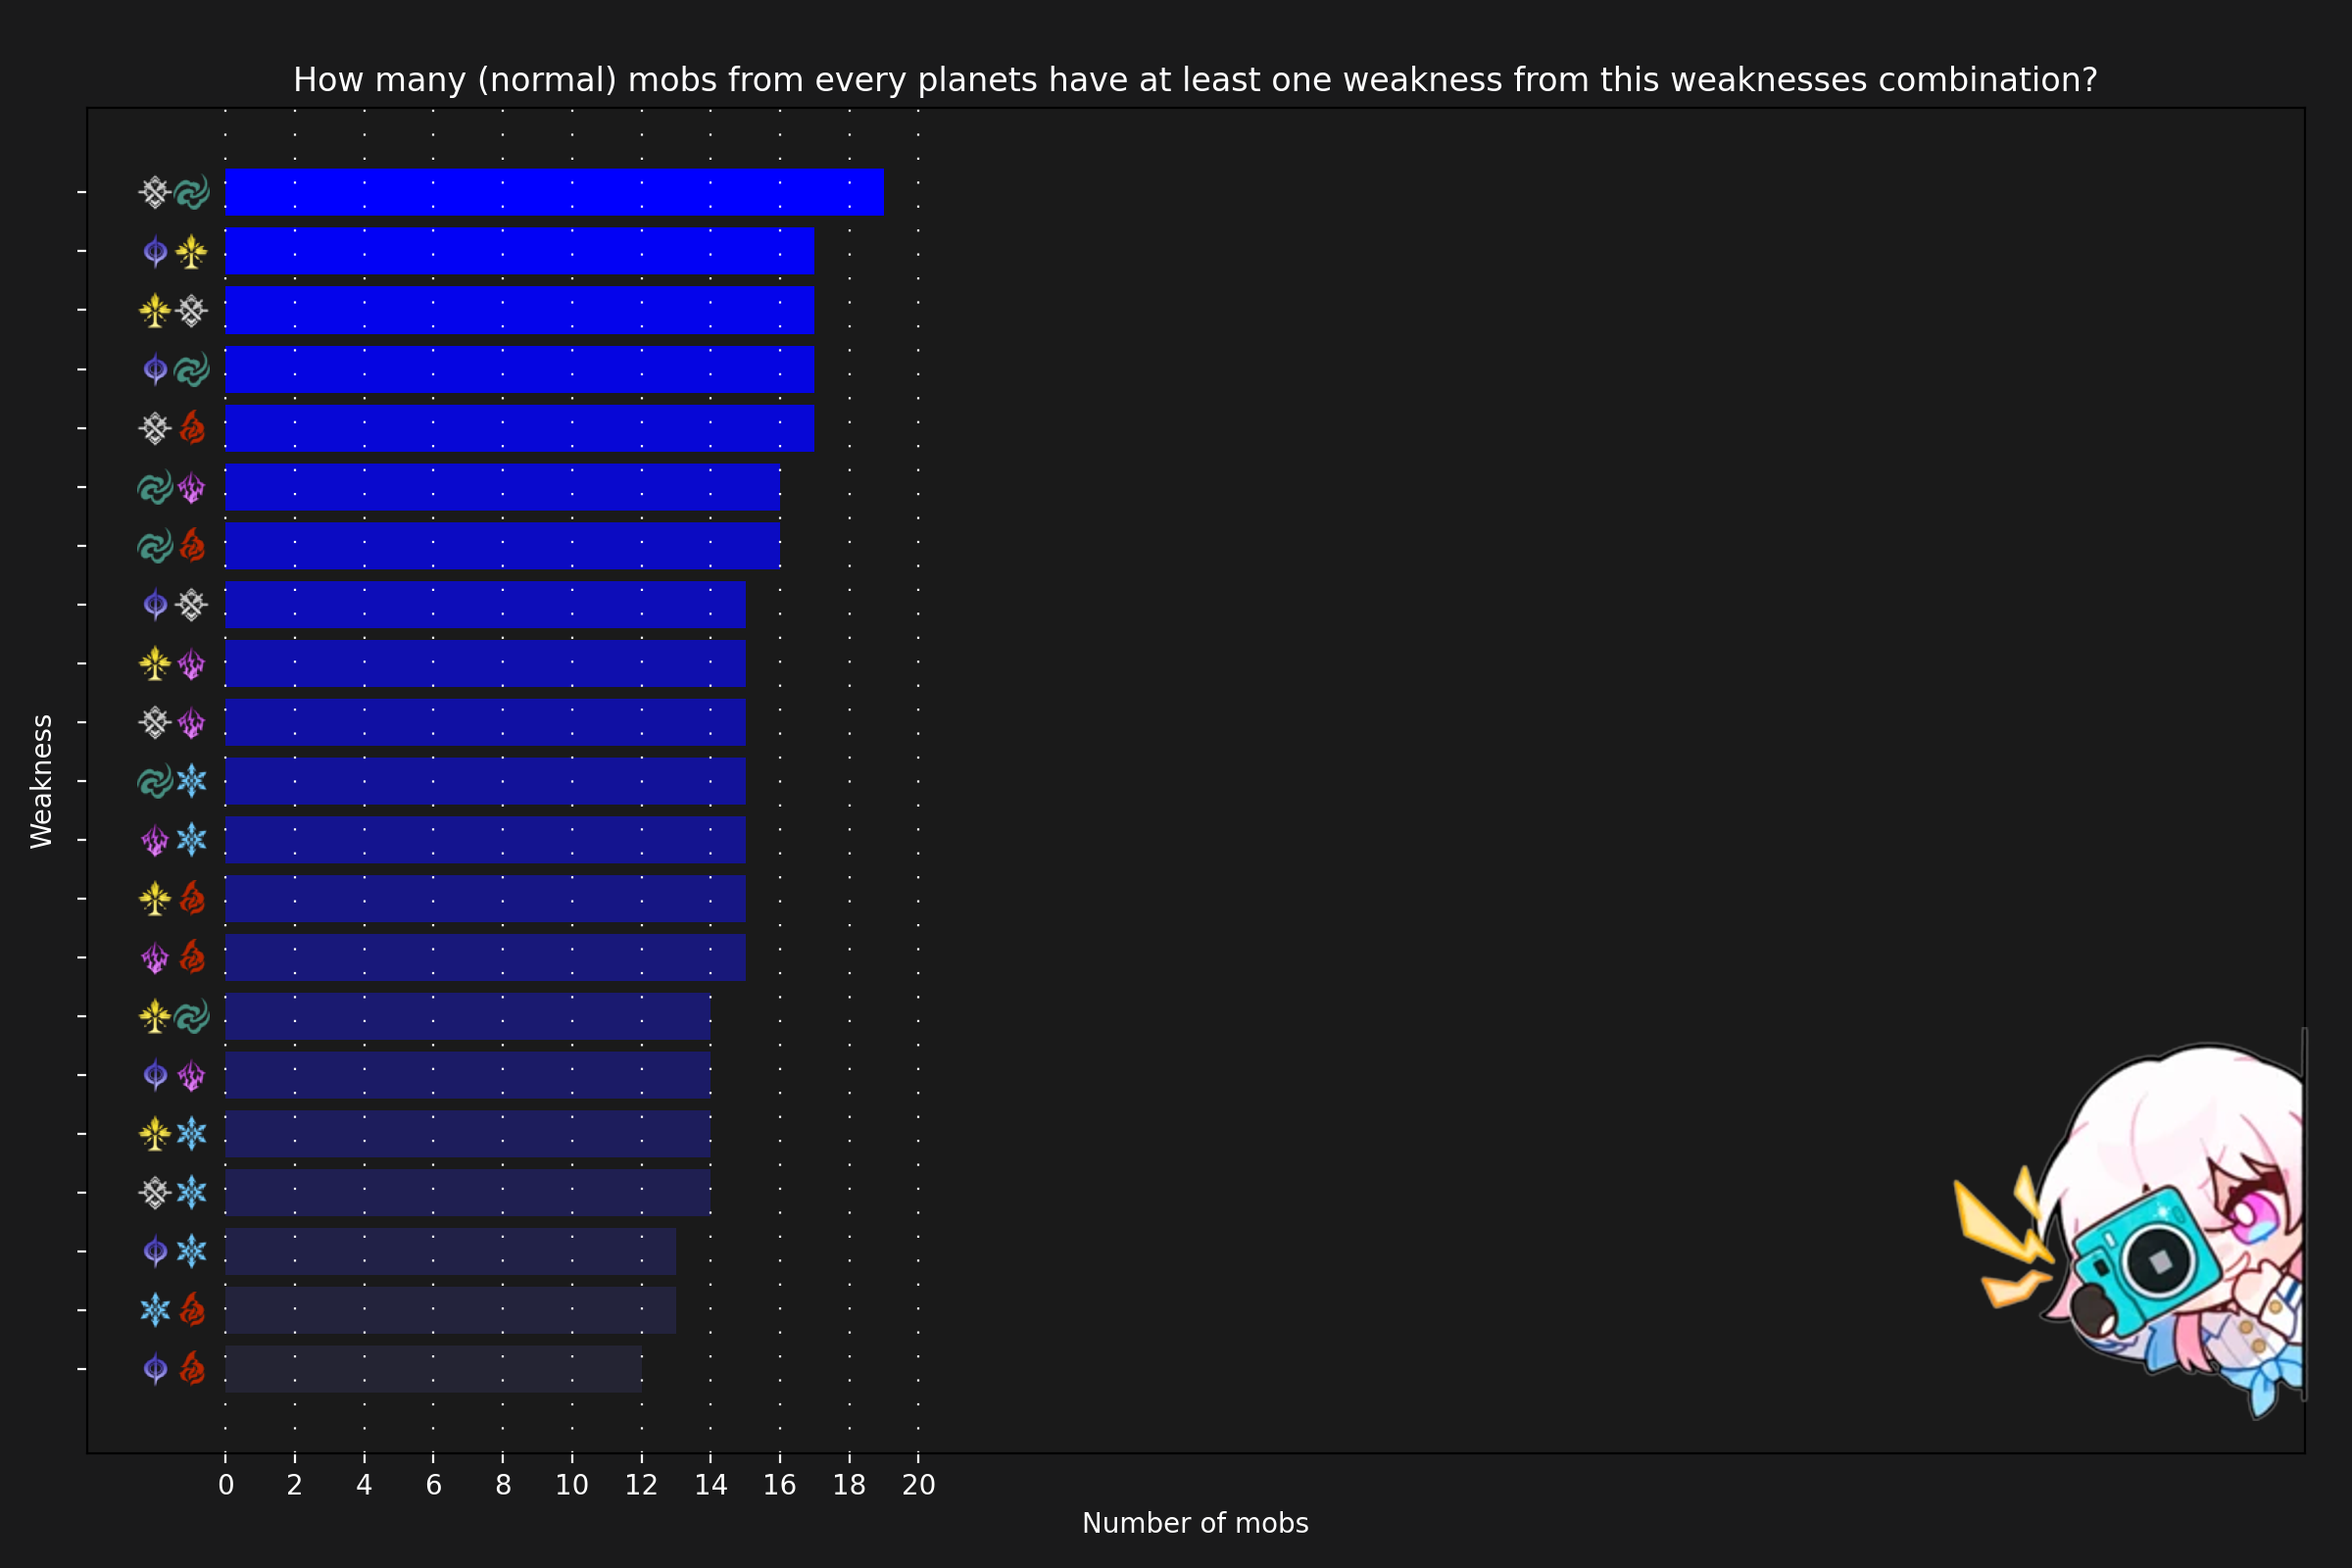 How many (normal) mobs from every planets have at least one weakness from this weaknesses combination?
Weakness
0 2 4 6 8 10 12 14 16 18 20
Number of mobs